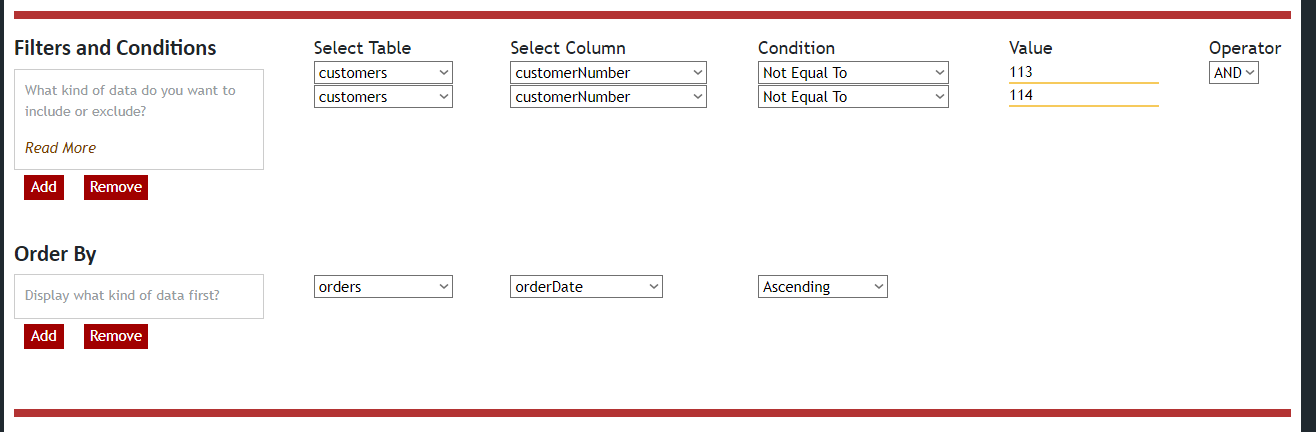 Filters and Conditions
Select Table Select Column Condition Value Operator
customers customerNumber Not Equal To 113 AND
customers customerNumber Not Equal To 114
What kind of data do you want to
include or exclude?
Read More
Add Remove
Order By
orders orderDate Ascending
Display what kind of data first?
Add Remove